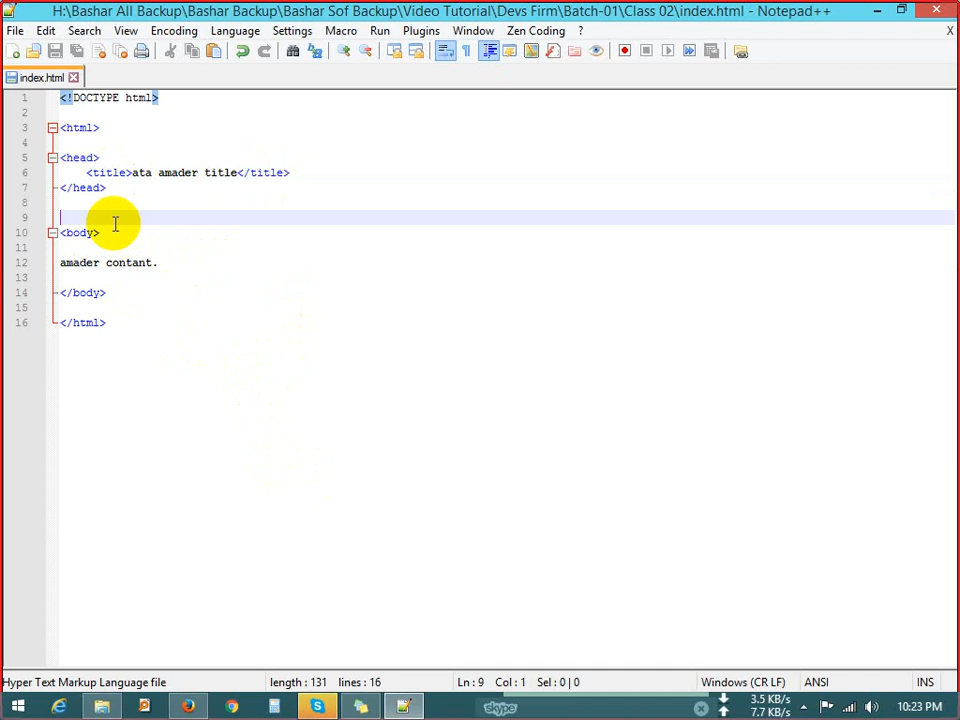 H:\Bashar All Backup\Bashar Backup\Bashar Sof Backup\Video Tutorial\Devs Firm\Batch-01\Class 02\index.html - Notepad++
File Edit Search View Encoding Language Settings Macro Run Plugins Window Zen Coding ? X
index.html
1 <!DOCTYPE html>
2
3 <html>
4
5 <head>
6 <title>ata amader title</title>
7 </head>
8
9
10 <body>
11
12 amader contant.
13
14 </body>
15
16 </html>
Hyper Text Markup Language file length : 131 lines : 16 Ln : 9 Col : 1 Sel : 0 | 0 Windows (CR LF) ANSI INS
skype 3.5 KB/s
7.7 KB/s
10:23 PM